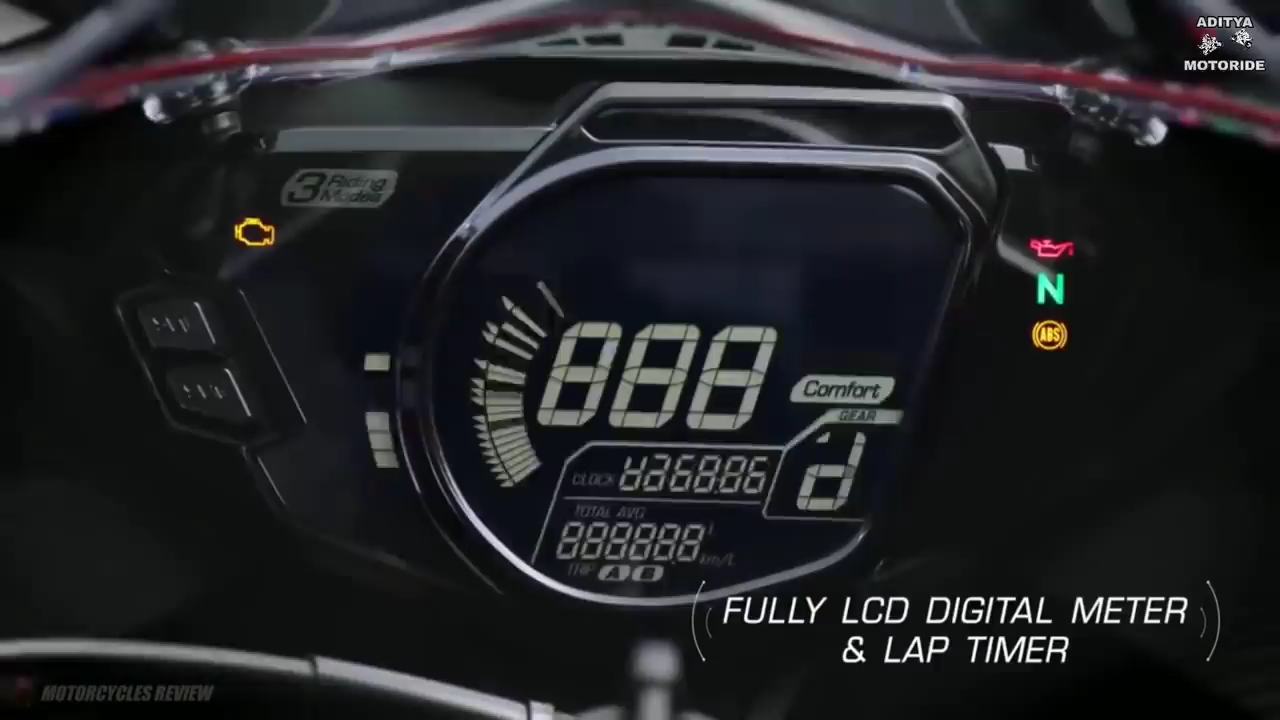 ADITYA
MOTORIDE
3 Riding
Modes
N
ABS
888
Comfort
GEAR
d
CLOCK
TOTAL AVG
888888
km/L
TRIP A B
FULLY LCD DIGITAL METER
& LAP TIMER
MOTORCYCLES REVIEW